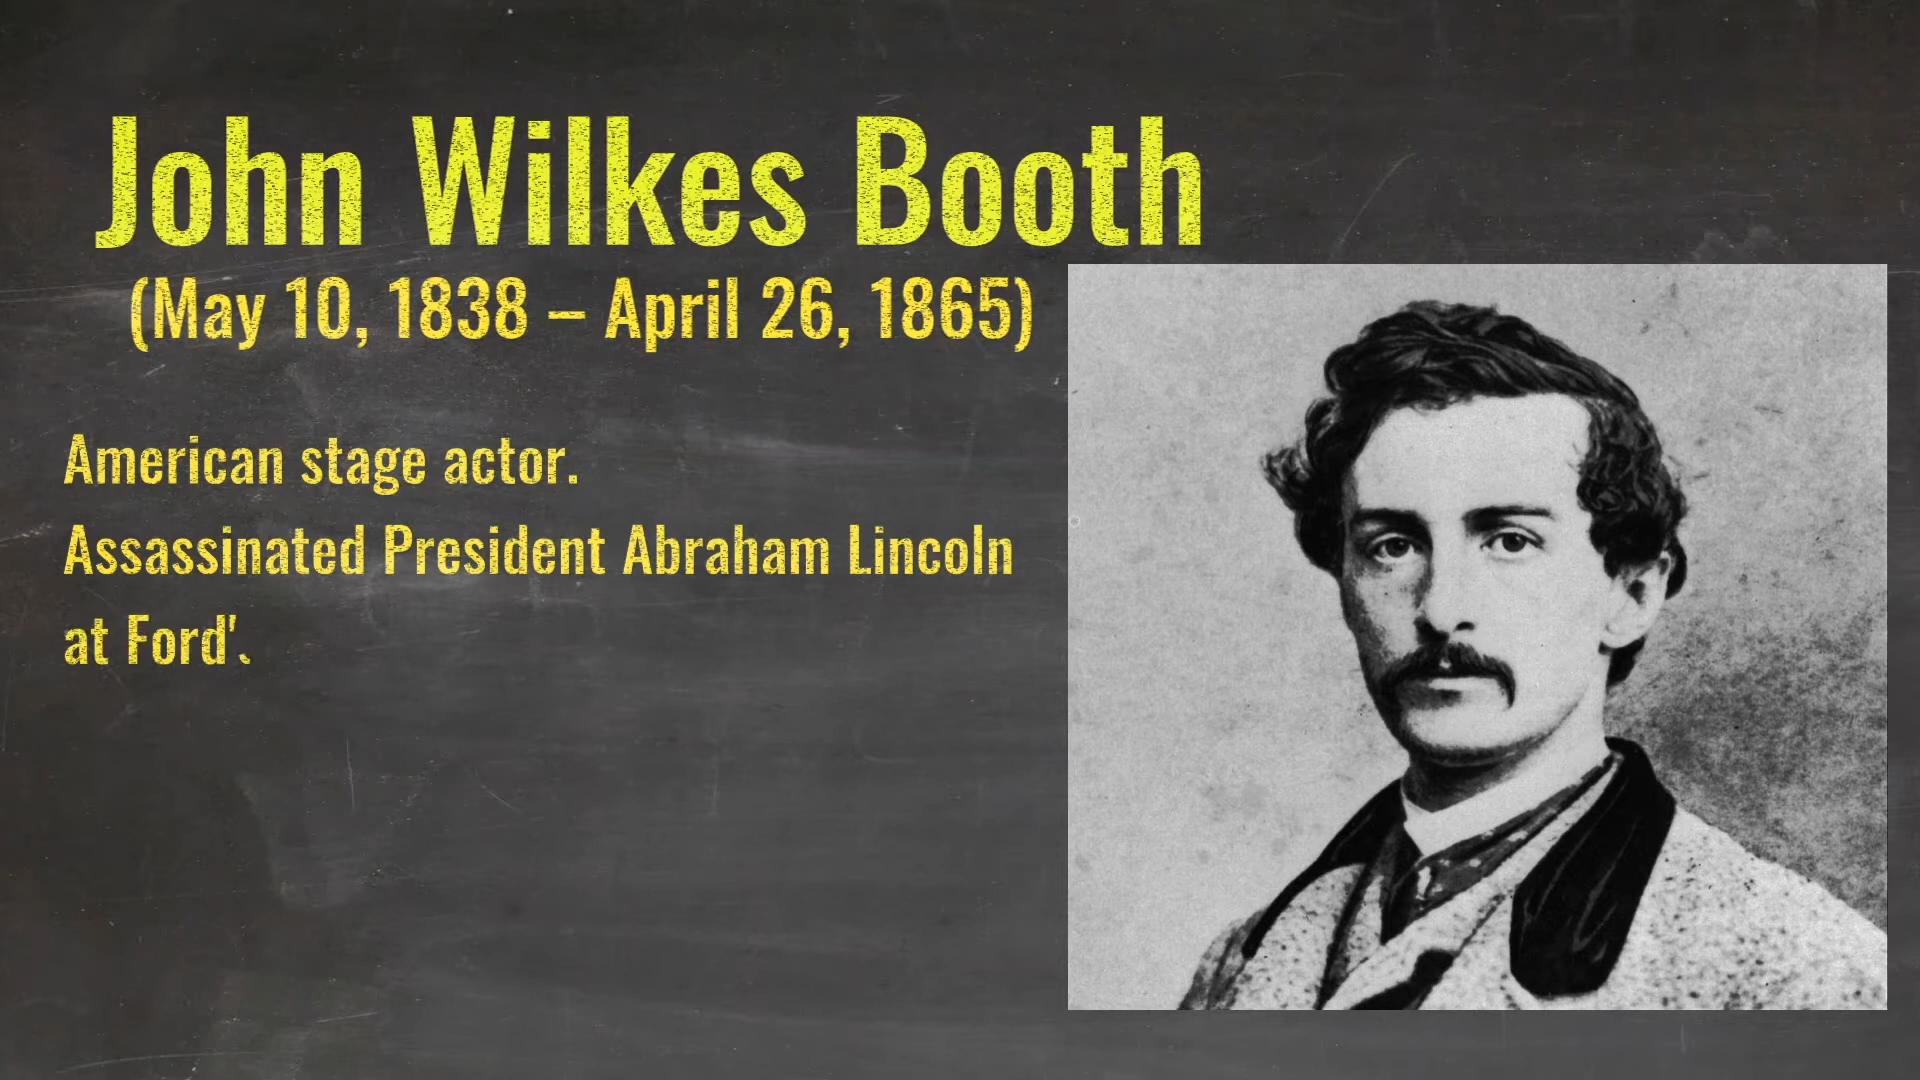 John Wilkes Booth
(May 10, 1838 – April 26, 1865)
American stage actor.
Assassinated President Abraham Lincoln
at Ford'.